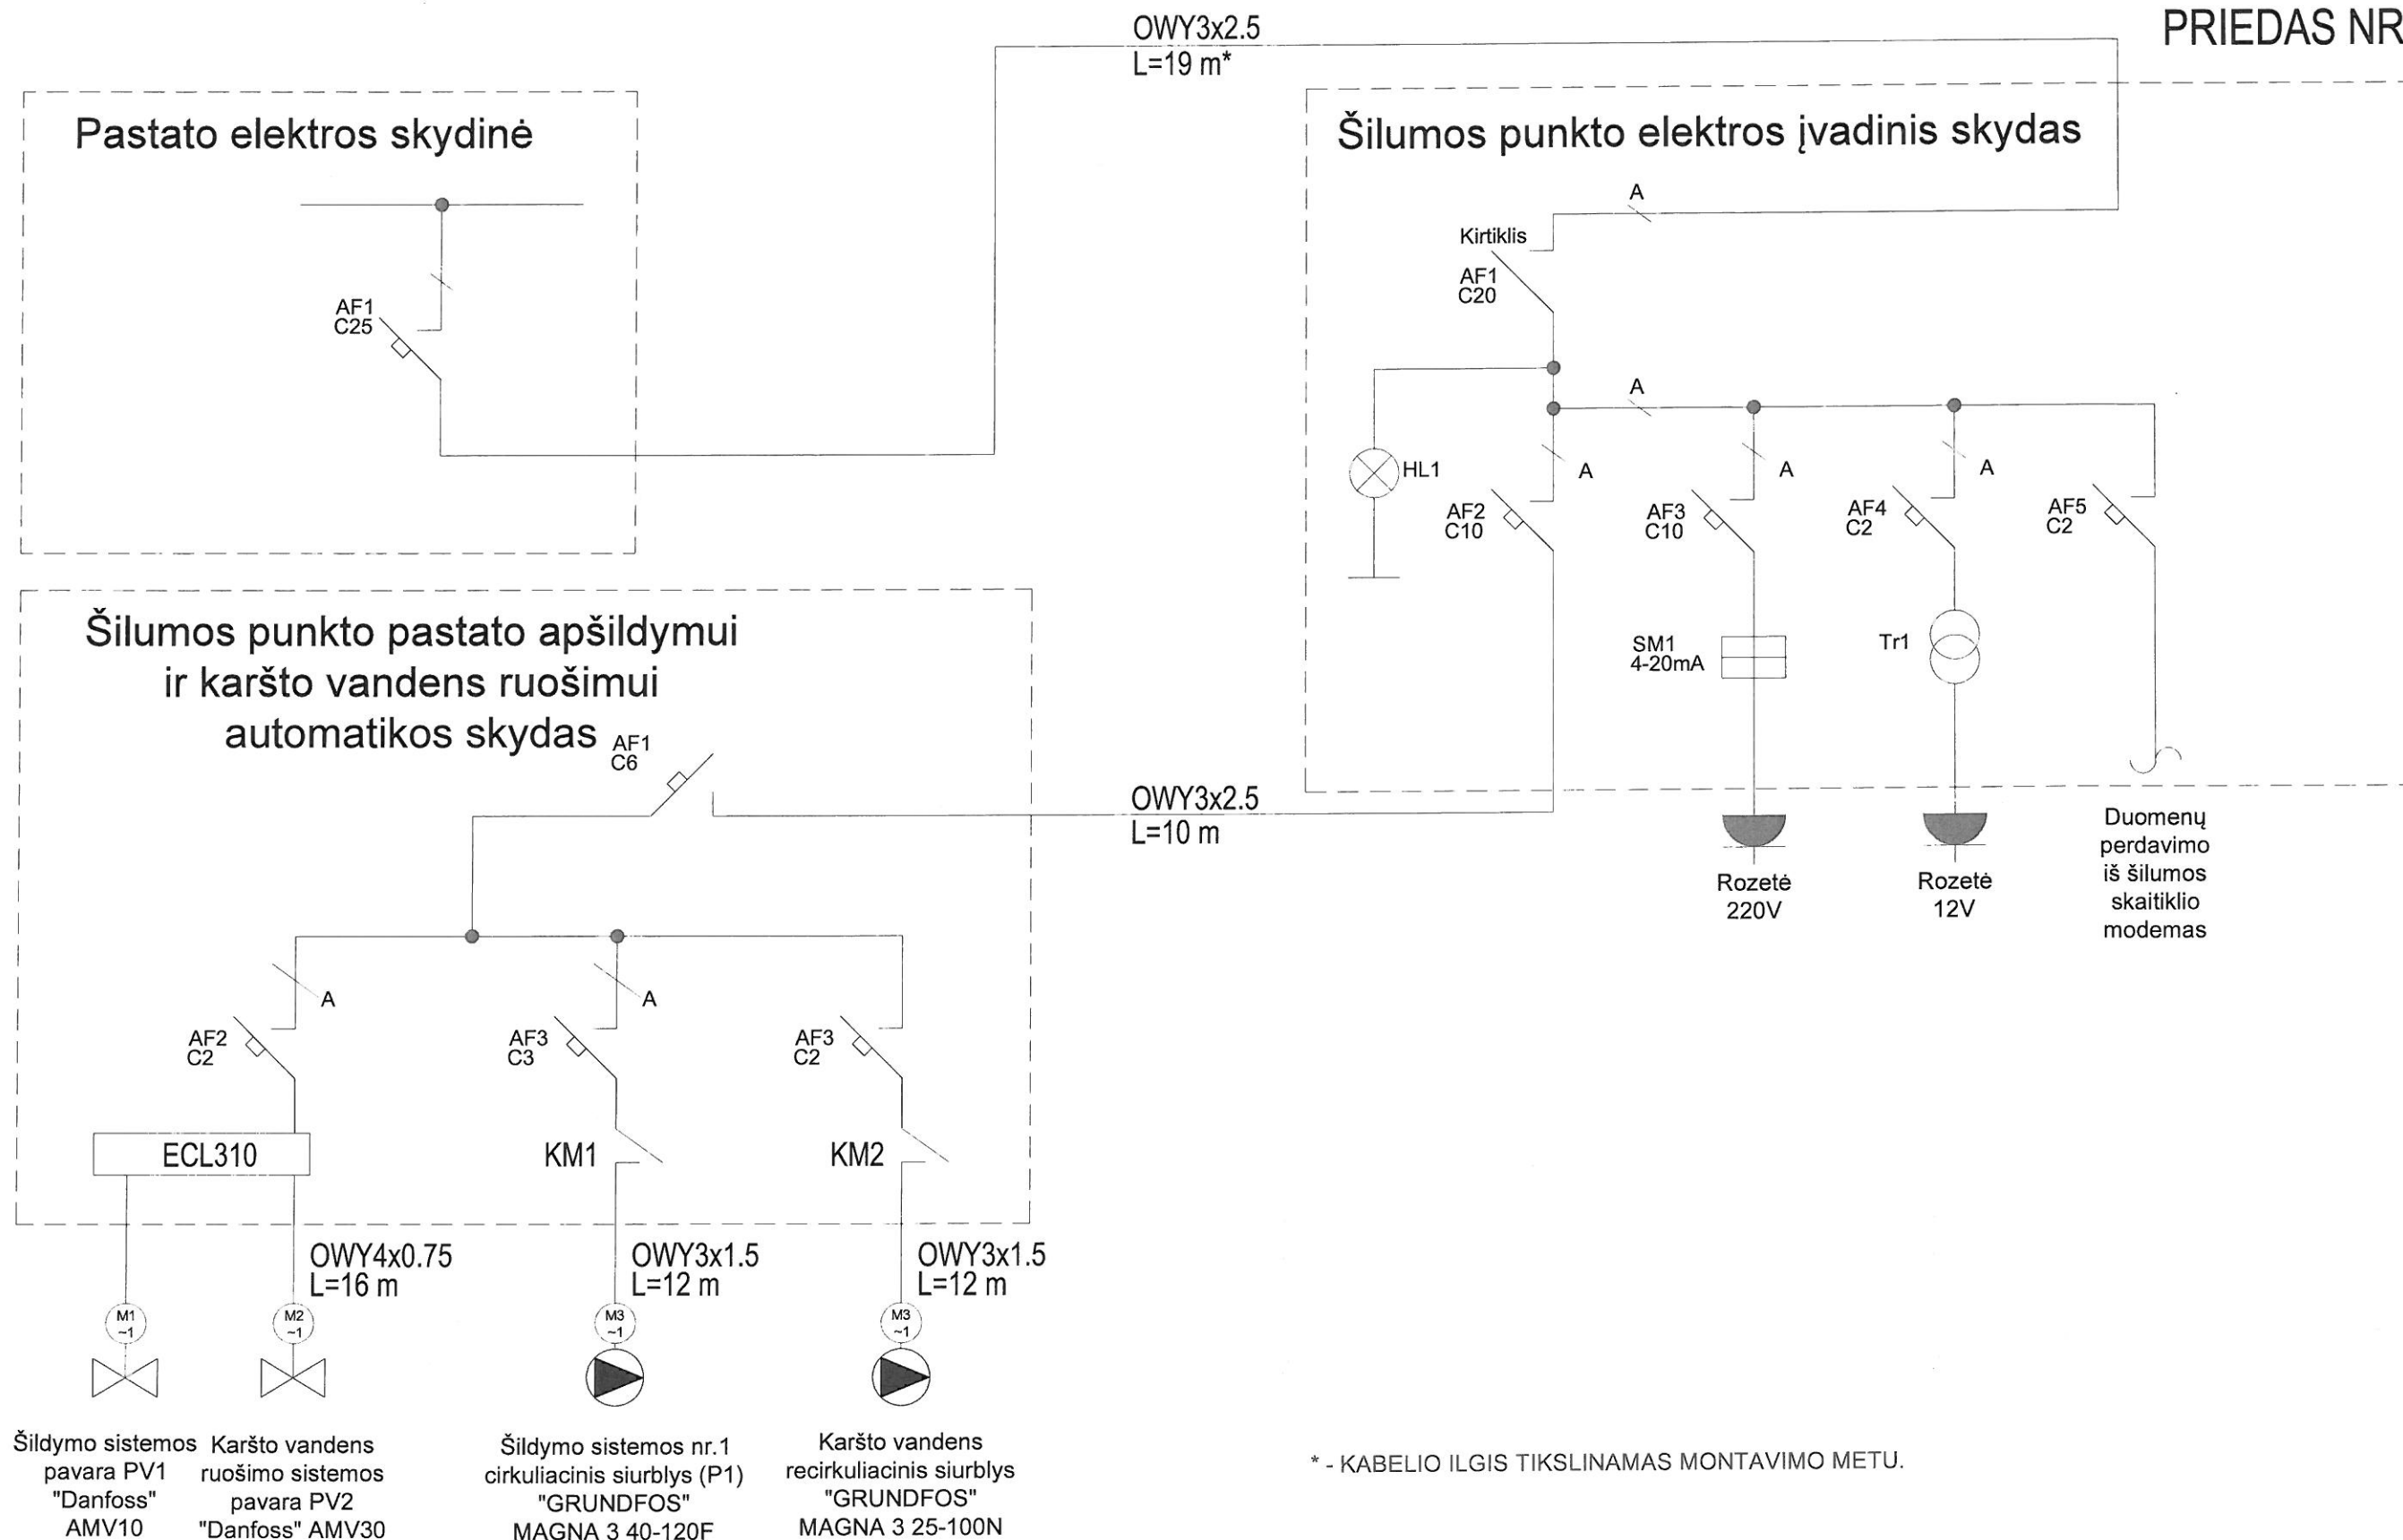 PRIEDAS NR
OWY3x2.5
L=19 m*
Pastato elektros skydinė
AF1
C25
Šilumos punkto elektros įvadinis skydas
A
Kirtiklis
AF1
C20
A
HL1
A
A
A
AF2
C10
AF3
C10
AF4
C2
AF5
C2
SM1
4-20mA
Tr1
Rozetė
220V
Rozetė
12V
Duomenų
perdavimo
iš šilumos
skaitiklio
modemas
Šilumos punkto pastato apšildymui
ir karšto vandens ruošimui
automatikos skydas
AF1
C6
OWY3x2.5
L=10 m
A
A
AF2
C2
AF3
C3
AF3
C2
ECL310
KM1
KM2
OWY4x0.75
L=16 m
OWY3x1.5
L=12 m
OWY3x1.5
L=12 m
M1
~1
M2
~1
M3
~1
M3
~1
Šildymo sistemos
pavara PV1
"Danfoss"
AMV10
Karšto vandens
ruošimo sistemos
pavara PV2
"Danfoss" AMV30
Šildymo sistemos nr.1
cirkuliacinis siurblys (P1)
"GRUNDFOS"
MAGNA 3 40-120F
Karšto vandens
recirkuliacinis siurblys
"GRUNDFOS"
MAGNA 3 25-100N
* - KABELIO ILGIS TIKSLINAMAS MONTAVIMO METU.